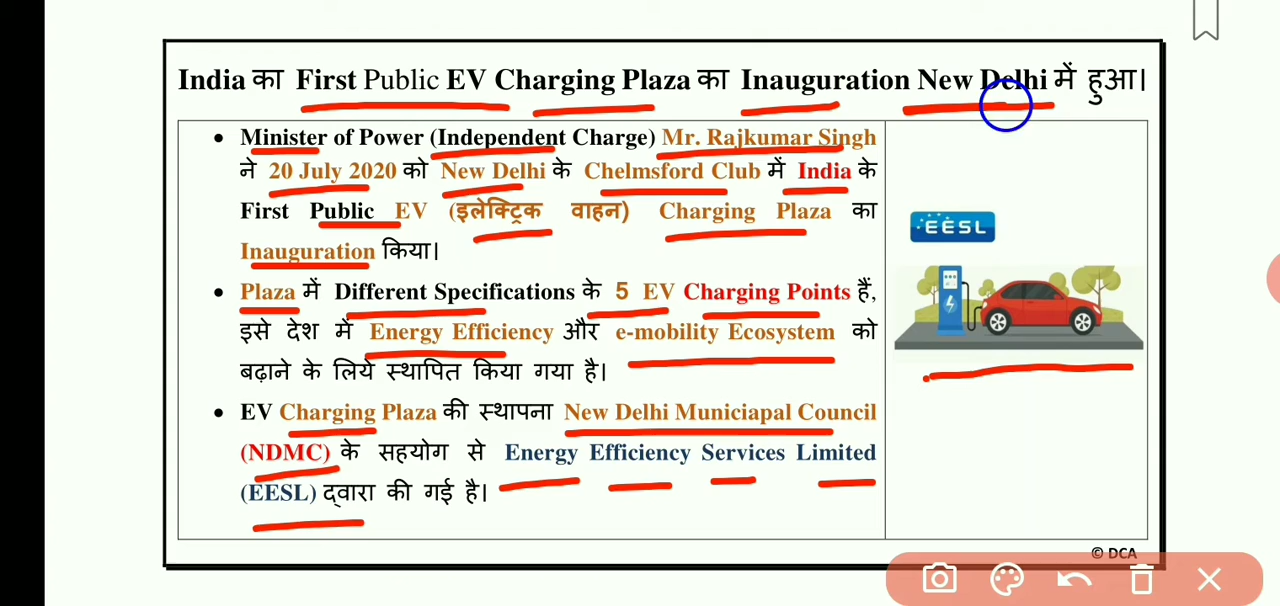 India का First Public EV Charging Plaza का Inauguration New Delhi में हुआ।
• Minister of Power (Independent Charge) Mr. Rajkumar Singh
ने 20 July 2020 को New Delhi के Chelmsford Club में India के
First Public EV (इलेक्ट्रिक वाहन) Charging Plaza का
Inauguration किया।
• Plaza में Different Specifications के 5 EV Charging Points हैं,
इसे देश में Energy Efficiency और e-mobility Ecosystem को
बढ़ाने के लिये स्थापित किया गया है।
• EV Charging Plaza की स्थापना New Delhi Municiapal Council
(NDMC) के सहयोग से Energy Efficiency Services Limited
(EESL) द्वारा की गई है।
EESL
© DCA